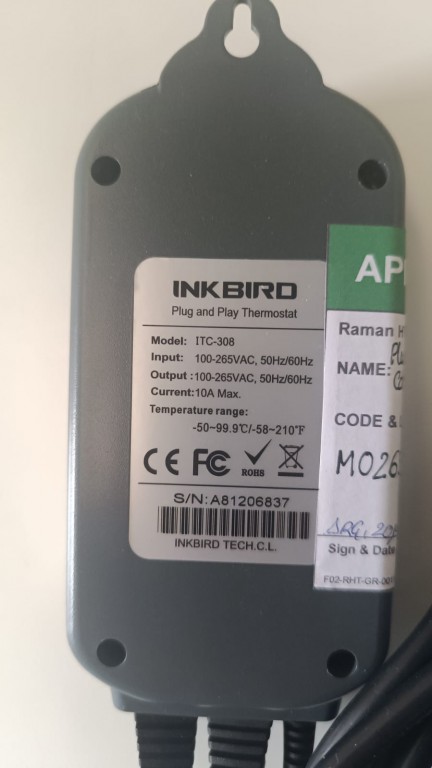 INKBIRD
Plug and Play Thermostat
Model: ITC-308
Input: 100-265VAC, 50Hz/60Hz
Output :100-265VAC, 50Hz/60Hz
Current:10A Max.
Temperature range:
-50~99.9℃/-58~210°F
CE FC ROHS
S/N: A81206837
INKBIRD TECH.C.L.
Raman
NAME:
CODE &
M026
Sign & Date